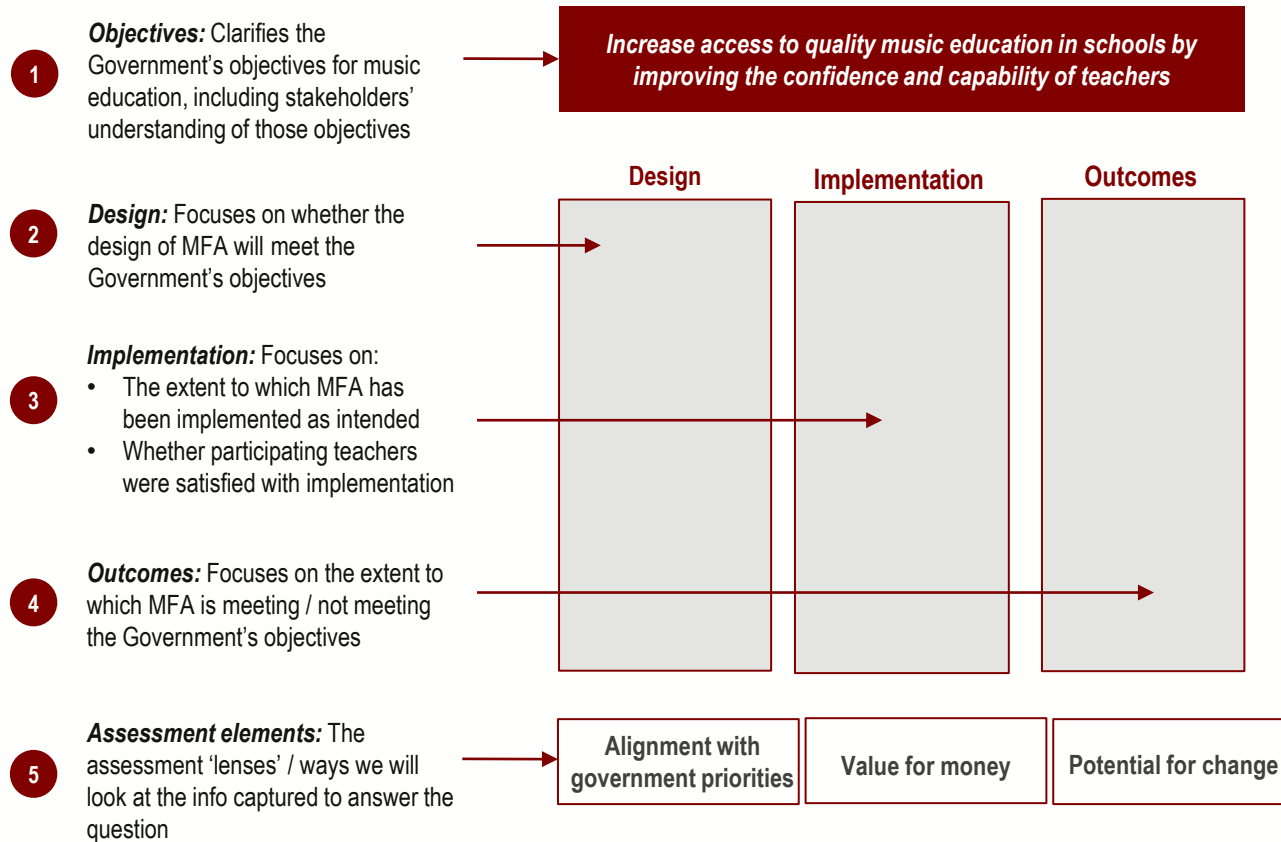 1
Objectives: Clarifies the
Government’s objectives for music
education, including stakeholders’
understanding of those objectives
Increase access to quality music education in schools by
improving the confidence and capability of teachers
Design
Implementation
Outcomes
2
Design: Focuses on whether the
design of MFA will meet the
Government’s objectives
3
Implementation: Focuses on:
• The extent to which MFA has
been implemented as intended
• Whether participating teachers
were satisfied with implementation
4
Outcomes: Focuses on the extent to
which MFA is meeting / not meeting
the Government’s objectives
5
Assessment elements: The
assessment ‘lenses’ / ways we will
look at the info captured to answer the
question
Alignment with
government priorities
Value for money
Potential for change